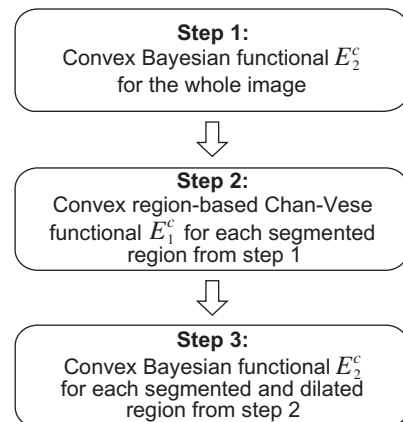 Step 1:
Convex Bayesian functional E₂ᶜ
for the whole image
Step 2:
Convex region-based Chan-Vese
functional E₁ᶜ for each segmented
region from step 1
Step 3:
Convex Bayesian functional E₂ᶜ
for each segmented and dilated
region from step 2